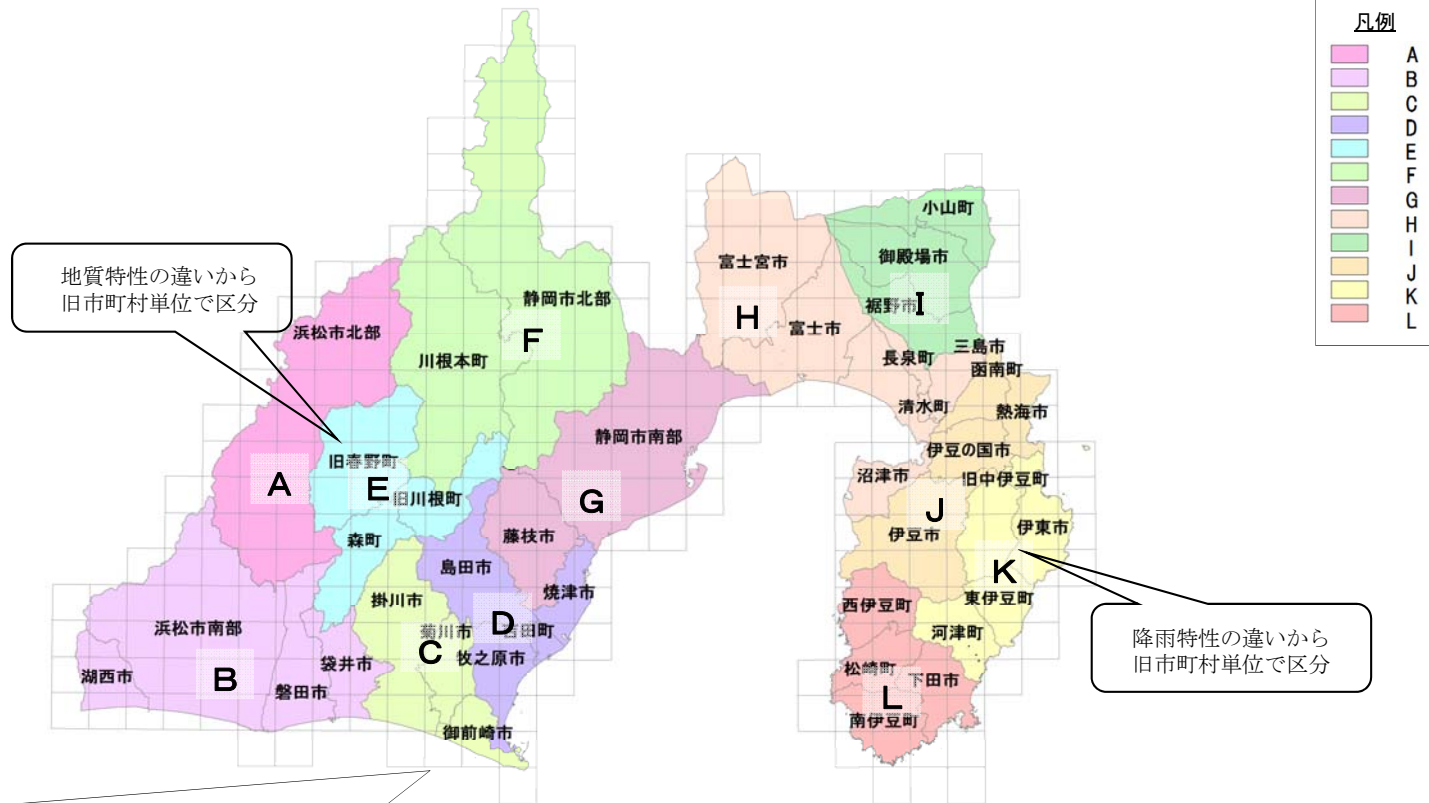 凡例
A
B
C
D
E
F
G
H
I
J
K
L
小山町
御殿場市
裾野市
I
富士宮市
H
富士市
長泉町
三島市
函南町
清水町
熱海市
地質特性の違いから
旧市町村単位で区分
静岡市北部
浜松市北部
F
川根本町
静岡市南部
伊豆の国市
沼津市
旧中伊豆町
旧春野町
A
E
旧川根町
G
J
伊豆市
伊東市
藤枝市
森町
島田市
焼津市
K
東伊豆町
西伊豆町
河津町
掛川市
浜松市南部
菊川市
D
吉田町
C
牧之原市
袋井市
湖西市
B
磐田市
御前崎市
松崎町
下田市
L
南伊豆町
降雨特性の違いから
旧市町村単位で区分